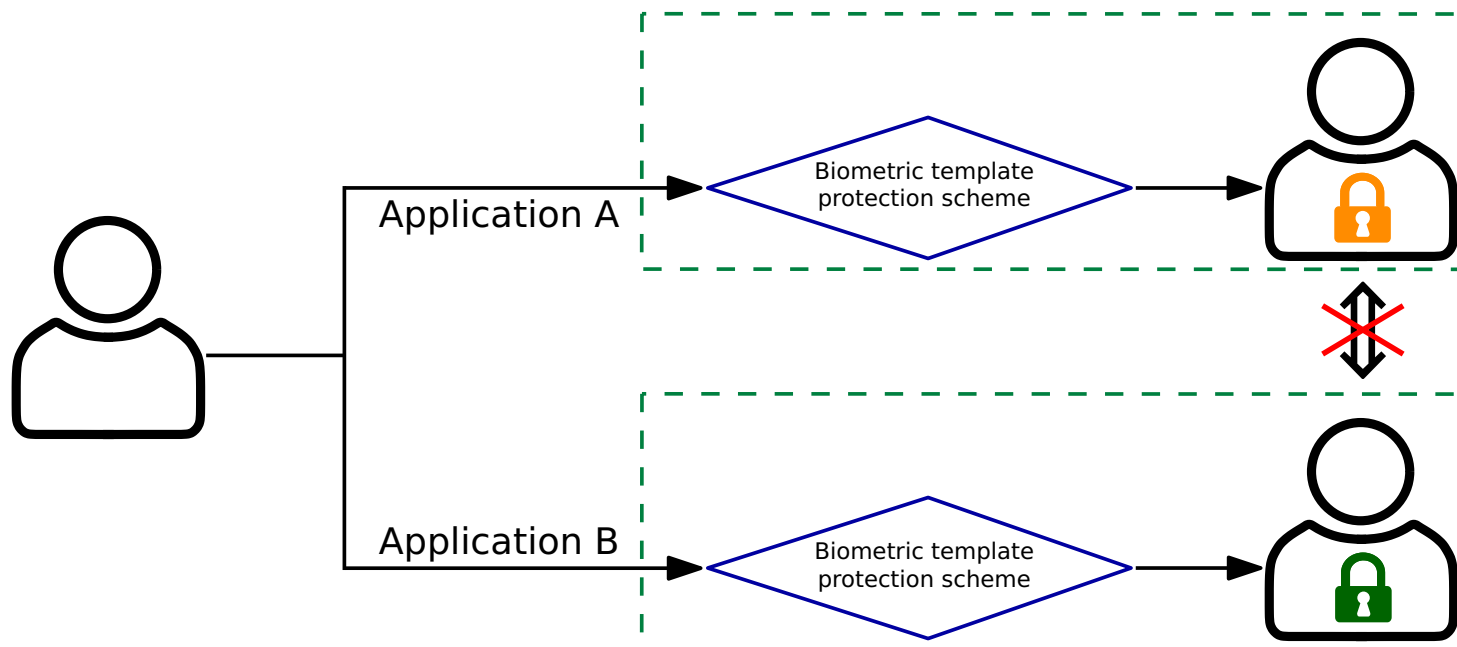 Biometric template
protection scheme
Application A
Application B
Biometric template
protection scheme